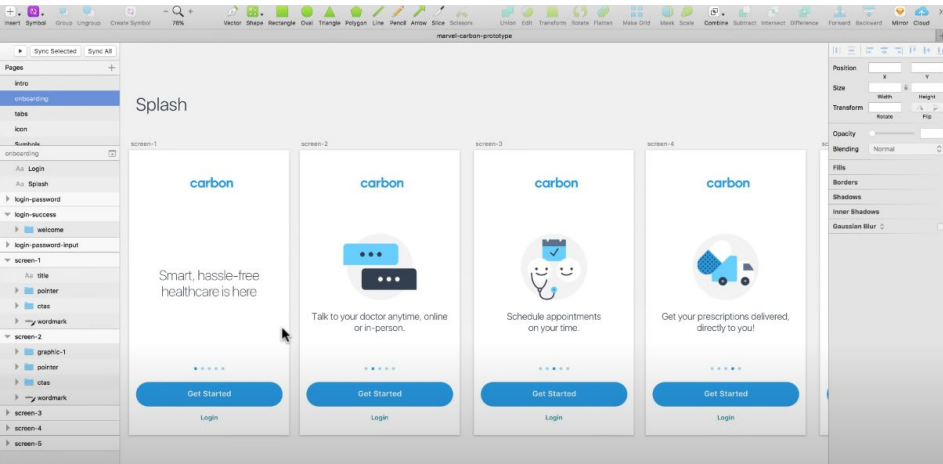 Insert Symbol Group Ungroup Create Symbol 76% Vector Shape Rectangle Oval Triangle Polygon Line Pencil Arrow Slice Scissors Union Edit Transform Rotate Flatten Make Grid Mask Scale Combine Subtract Intersect Difference Forward Backward Mirror Cloud
marvel-carbon-prototype
Sync Selected Sync All
Pages
intro
onboarding
tabs
icon
Symbols
onboarding
Aa Login
Aa Splash
login-password
login-success
welcome
login-password-input
screen-1
Aa title
pointer
ctas
wordmark
screen-2
graphic-1
pointer
ctas
wordmark
screen-3
screen-4
screen-5
Splash
screen-1
carbon
Smart, hassle-free
healthcare is here
Get Started
Login
screen-2
carbon
Talk to your doctor anytime, online
or in-person.
Get Started
Login
screen-3
carbon
Schedule appointments
on your time.
Get Started
Login
screen-4
carbon
Get your prescriptions delivered,
directly to you!
Get Started
Login
sc
Position
X Y
Size
Width Height
Transform
Rotate Flip
Opacity
Blending Normal
Fills
Borders
Shadows
Inner Shadows
Gaussian Blur